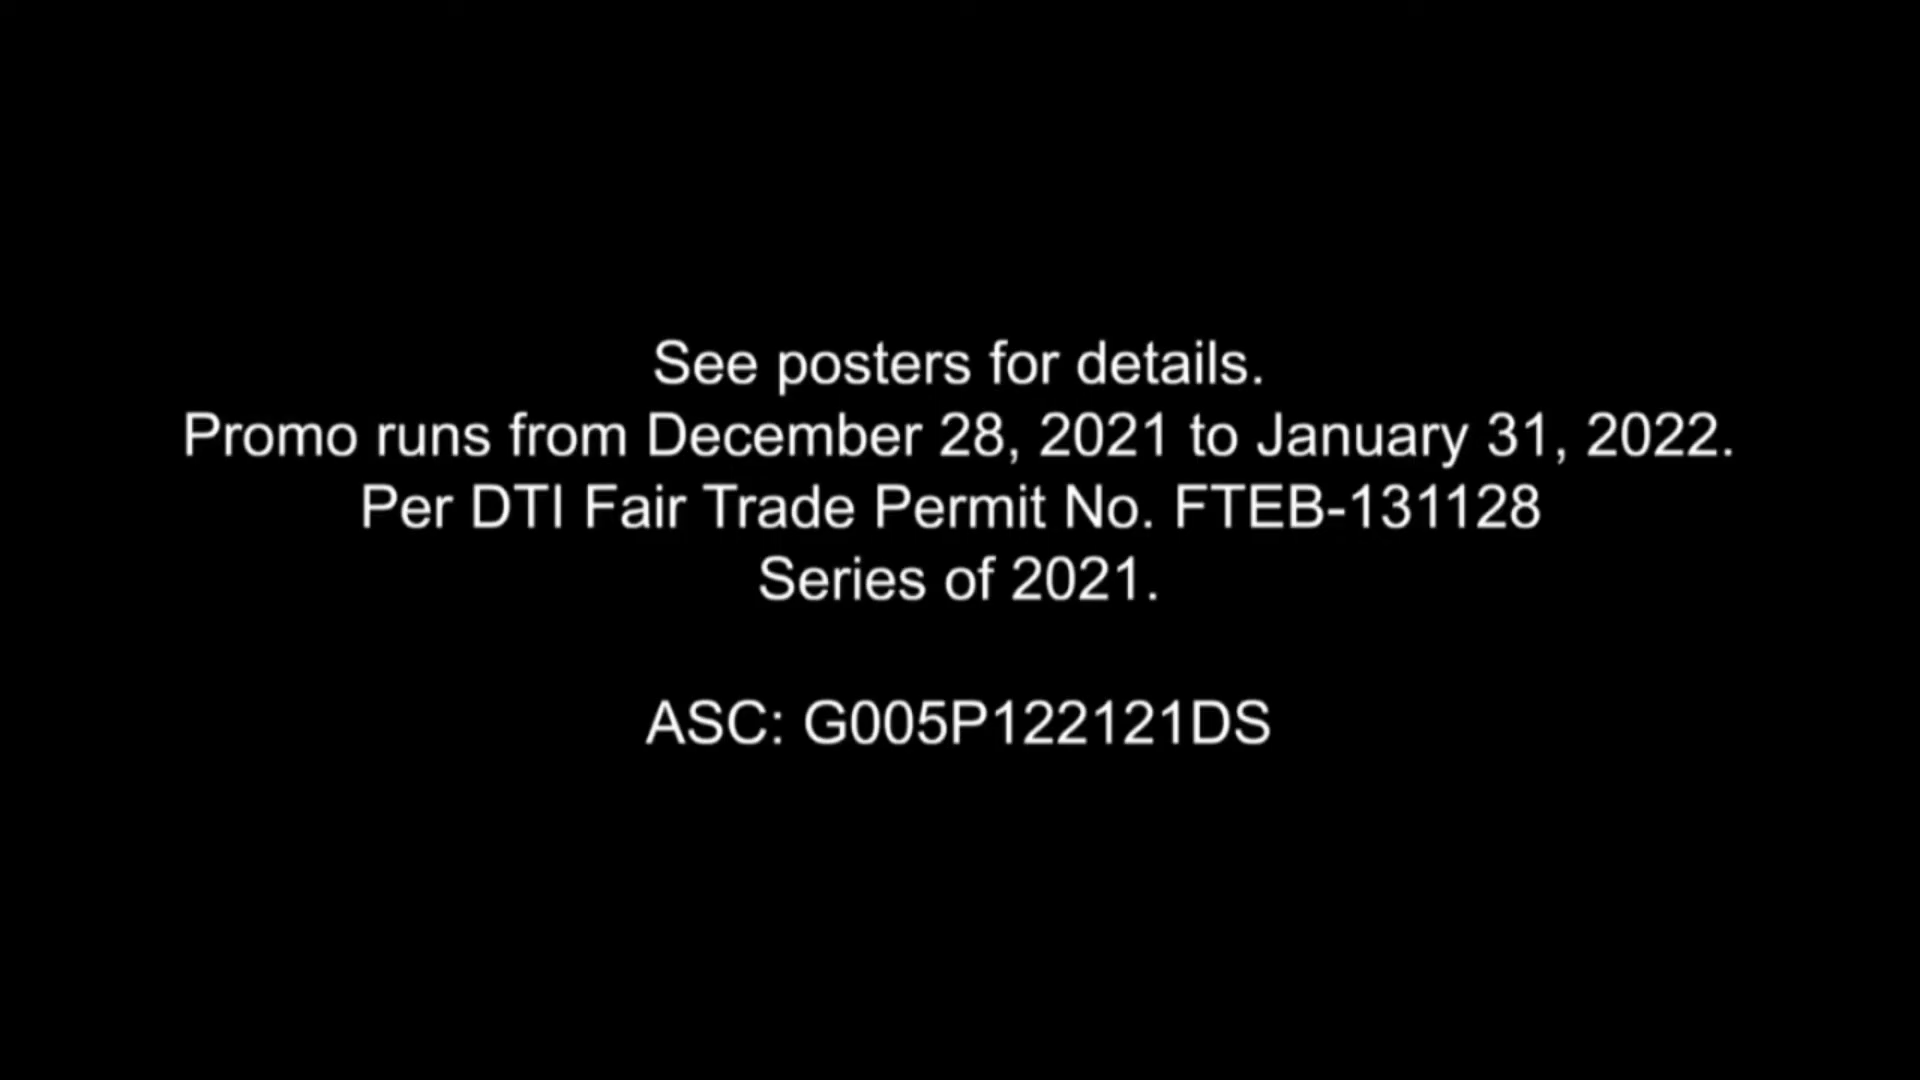 See posters for details.
Promo runs from December 28, 2021 to January 31, 2022.
Per DTI Fair Trade Permit No. FTEB-131128
Series of 2021.
ASC: G005P122121DS